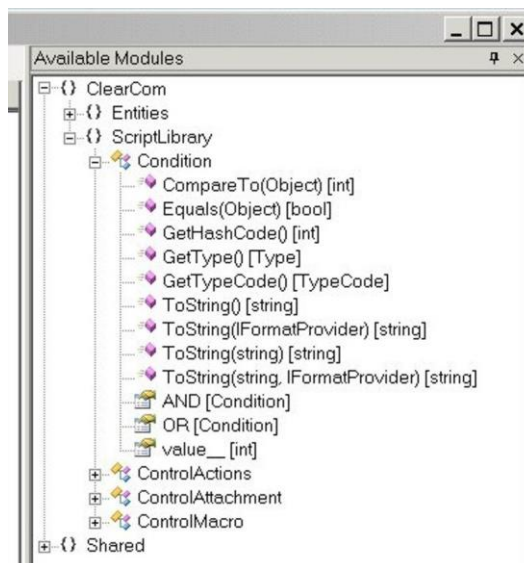 Available Modules
{} ClearCom
{} Entities
{} ScriptLibrary
Condition
CompareTo(Object) [int]
Equals(Object) [bool]
GetHashCode() [int]
GetType() [Type]
GetTypeCode() [TypeCode]
ToString() [string]
ToString(IFormatProvider) [string]
ToString(string) [string]
ToString(string, IFormatProvider) [string]
AND [Condition]
OR [Condition]
value__ [int]
ControlActions
ControlAttachment
ControlMacro
{} Shared